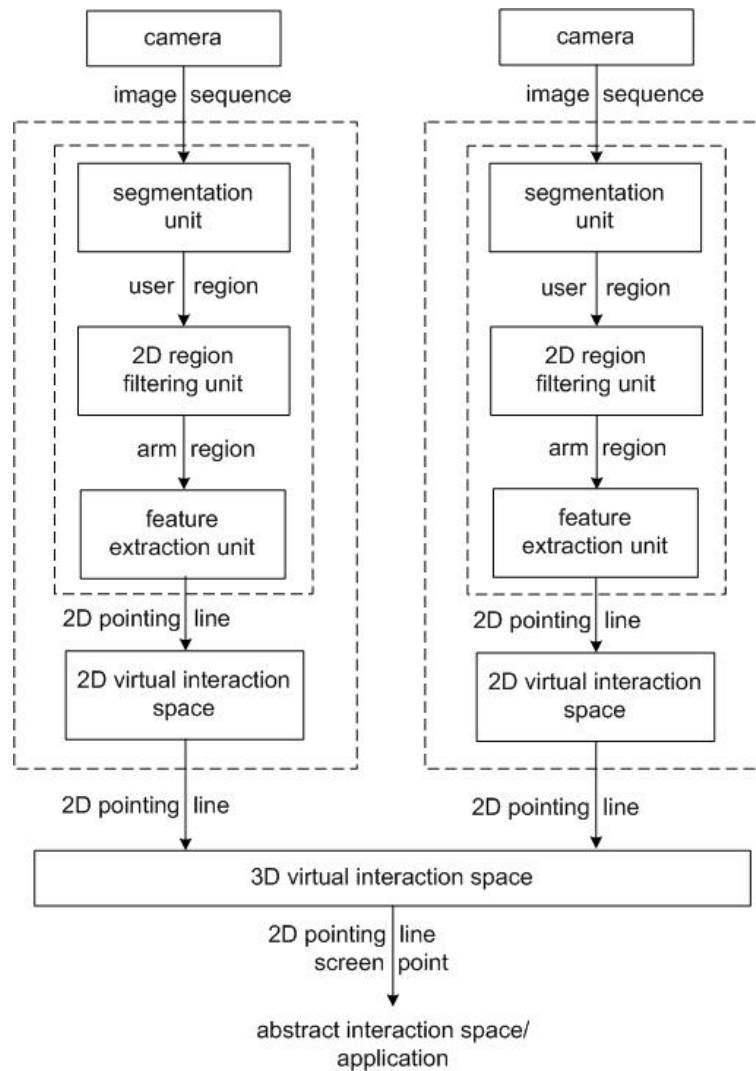 camera
image sequence
segmentation
unit
user region
2D region
filtering unit
arm region
feature
extraction unit
2D pointing line
2D virtual interaction
space
2D pointing line
camera
image sequence
segmentation
unit
user region
2D region
filtering unit
arm region
feature
extraction unit
2D pointing line
2D virtual interaction
space
2D pointing line
3D virtual interaction space
2D pointing line
screen point
abstract interaction space/
application